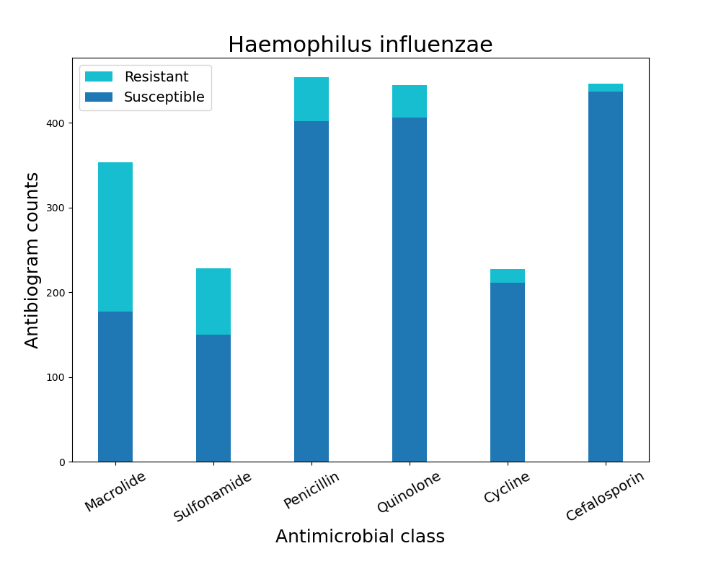 Haemophilus influenzae
Resistant
Susceptible
Antibiogram counts
400
300
200
100
0
Macrolide
Sulfonamide
Penicillin
Quinolone
Cycline
Cefalosporin
Antimicrobial class